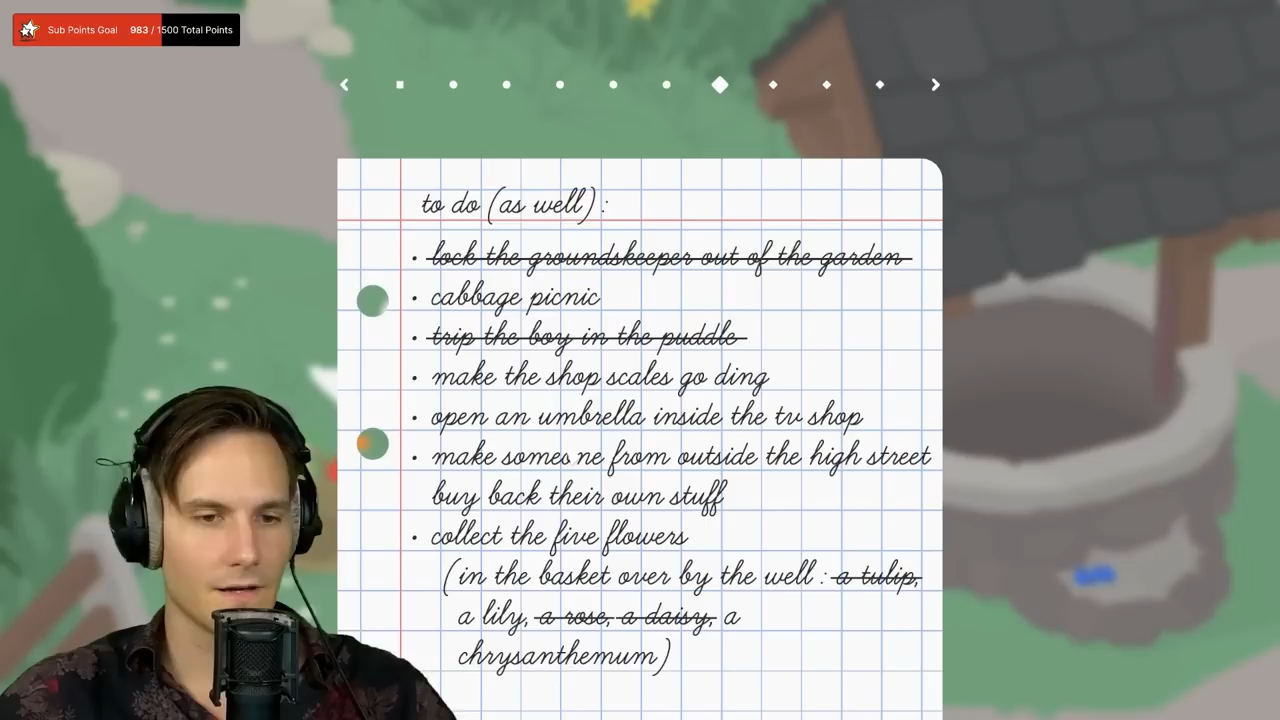 Sub Points Goal 983 / 1500 Total Points
to do (as well) :
• lock the groundskeeper out of the garden
• cabbage picnic
• trip the boy in the puddle
• make the shop scales go ding
• open an umbrella inside the tv shop
• make someone from outside the high street
buy back their own stuff
• collect the five flowers
(in the basket over by the well : a tulip,
a lily, a rose, a daisy, a
chrysanthemum)